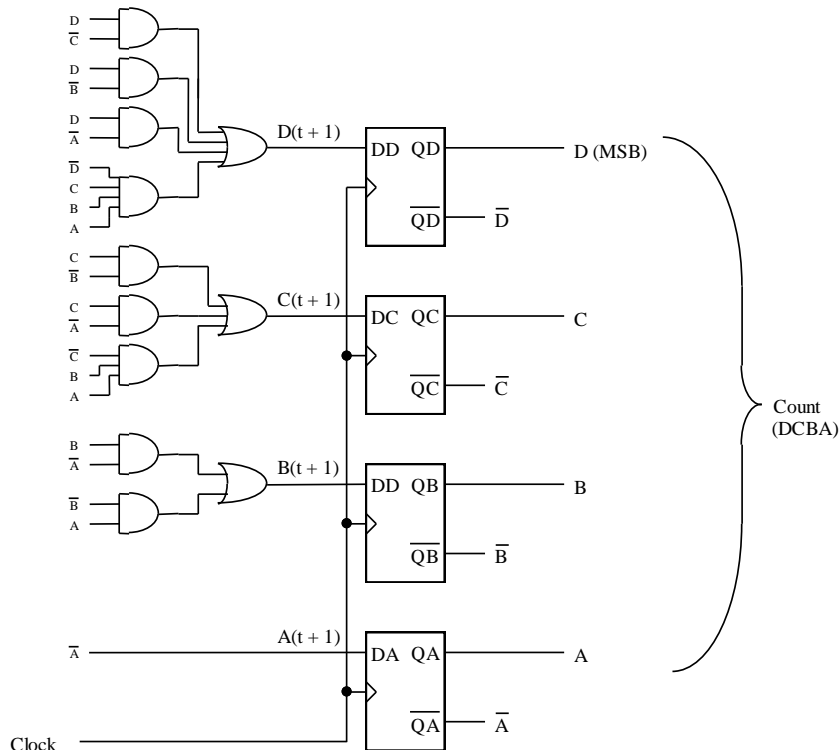 D
C̅
D
B̅
D
A̅
D̅
C
B
A
D(t + 1)
DD QD
Q̅D̅
D (MSB)
D̅
C
B̅
C
A̅
C̅
B
A
C(t + 1)
DC QC
Q̅C̅
C
C̅
Count
(DCBA)
B
A̅
B̅
A
B(t + 1)
DD QB
Q̅B̅
B
B̅
A̅
A(t + 1)
DA QA
Q̅A̅
A
A̅
Clock